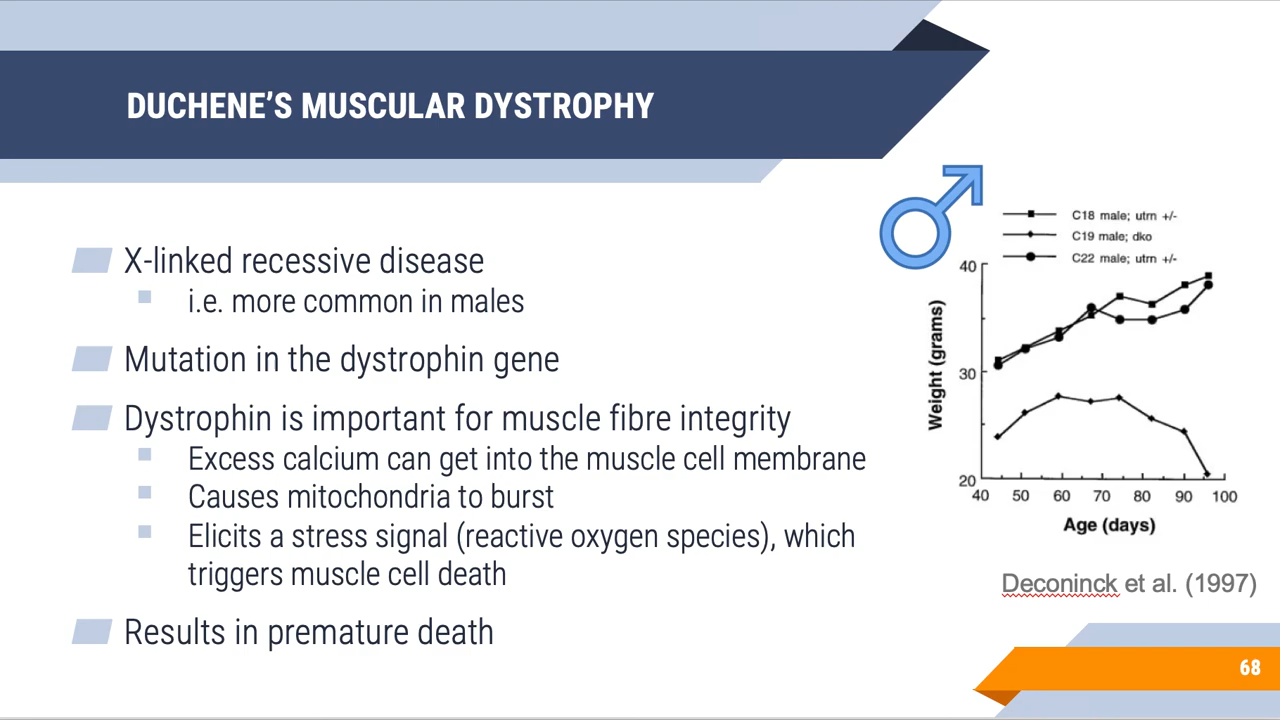 DUCHENE’S MUSCULAR DYSTROPHY
X-linked recessive disease
i.e. more common in males
Mutation in the dystrophin gene
Dystrophin is important for muscle fibre integrity
Excess calcium can get into the muscle cell membrane
Causes mitochondria to burst
Elicits a stress signal (reactive oxygen species), which
triggers muscle cell death
Results in premature death
C18 male; utrn +/-
C19 male; dko
C22 male; utrn +/-
40
30
20
Weight (grams)
40 50 60 70 80 90 100
Age (days)
Deconinck et al. (1997)
68